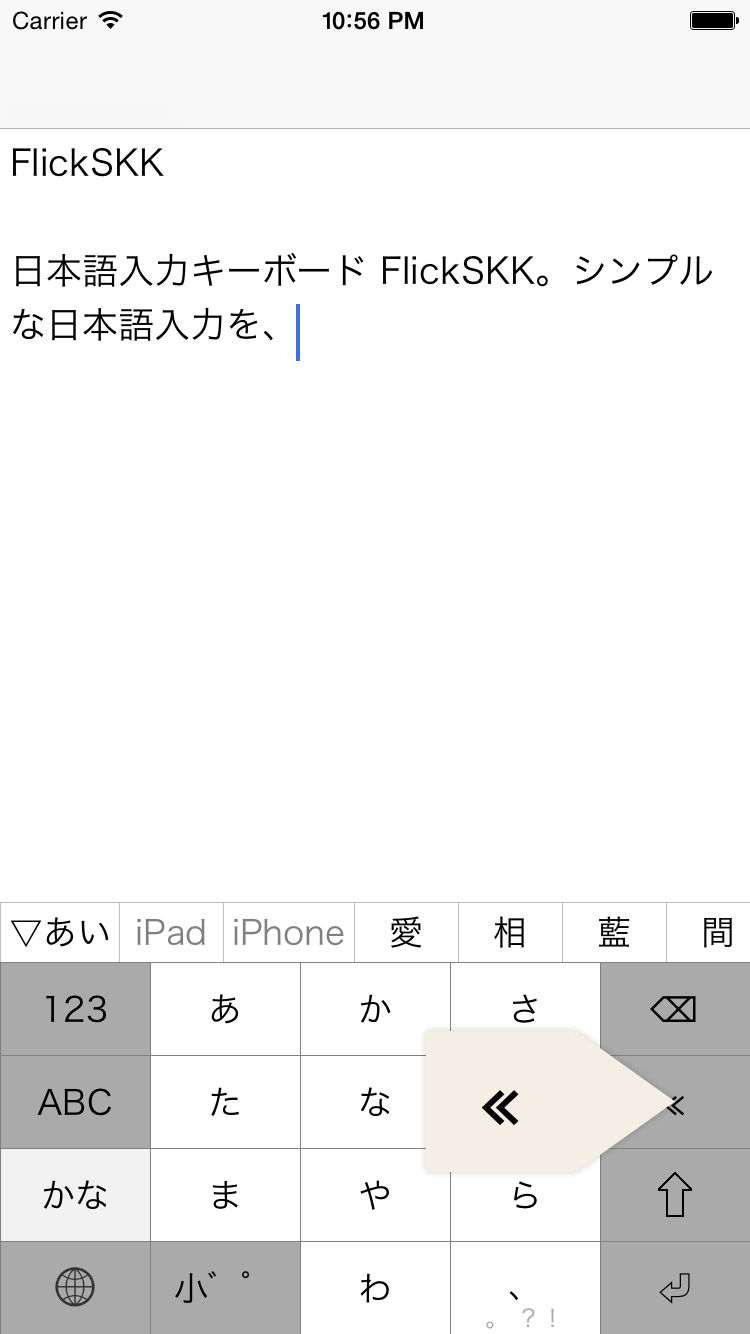 Carrier 10:56 PM
FlickSKK
日本語入力キーボード FlickSKK。シンプル
な日本語入力を、
▽あい iPad iPhone 愛 相 藍 間
123 あ か さ
ABC た な «
かな ま や ら
小゛゜ わ 、
。?!